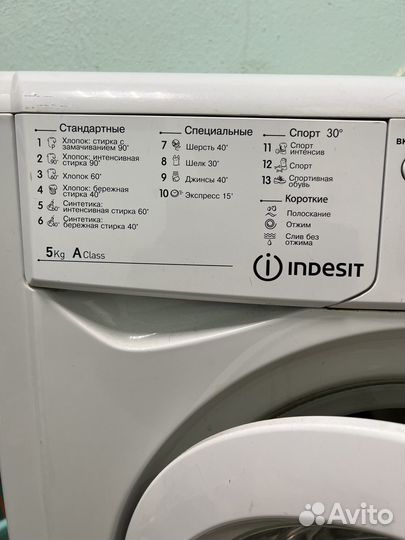 Стандартные
1 Хлопок: стирка с
замачиванием 90°
2 Хлопок: интенсивная
стирка 90°
3 Хлопок 60°
4 Хлопок: бережная
стирка 40°
5 Синтетика:
интенсивная стирка 60°
6 Синтетика:
бережная стирка 40°
5Kg A Class
Специальные
7 Шерсть 40°
8 Шелк 30°
9 Джинсы 40°
10 Экспресс 15'
Спорт 30°
11 Спорт
интенсив
12 Спорт
13 Спортивная
обувь
Короткие
Полоскание
Отжим
Слив без
отжима
INDESIT
Avito